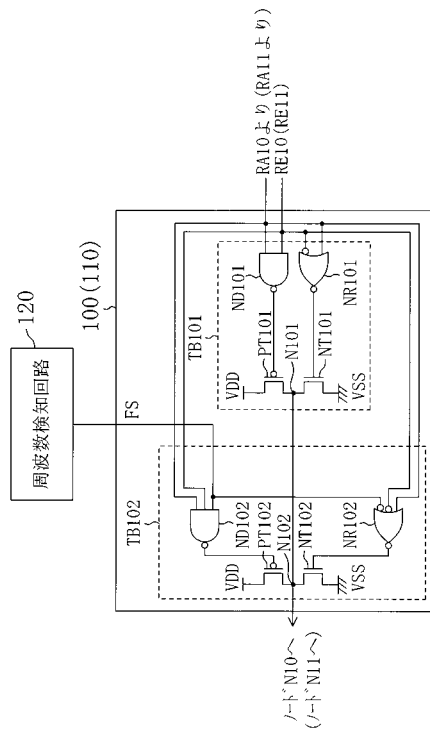 120
周波数検知回路
100(110)
FS
RA10より(RA11より)
RE10(RE11)
TB102
TB101
ND102
VDD
PT102
N102
NT102
VSS
NR102
ND101
VDD
PT101
N101
NT101
VSS
NR101
ノードN10へ
(ノードN11へ)